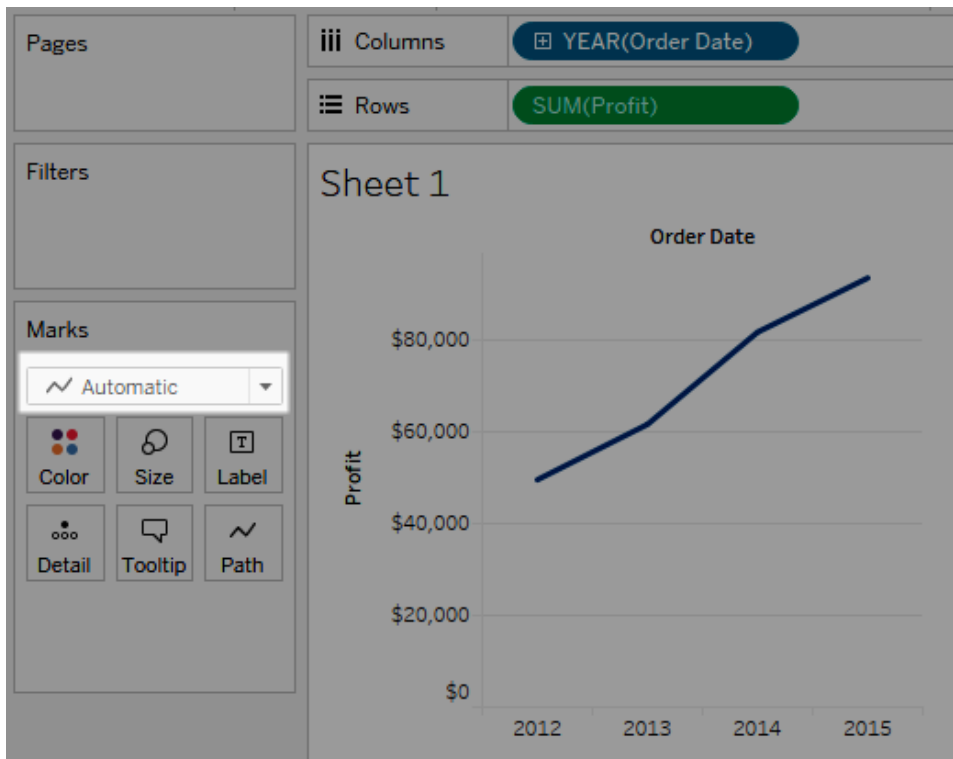 Pages
Columns
YEAR(Order Date)
Rows
SUM(Profit)
Filters
Sheet 1
Order Date
Marks
Automatic
Color
Size
T
Label
Detail
Tooltip
Path
Profit
$80,000
$60,000
$40,000
$20,000
$0
2012 2013 2014 2015